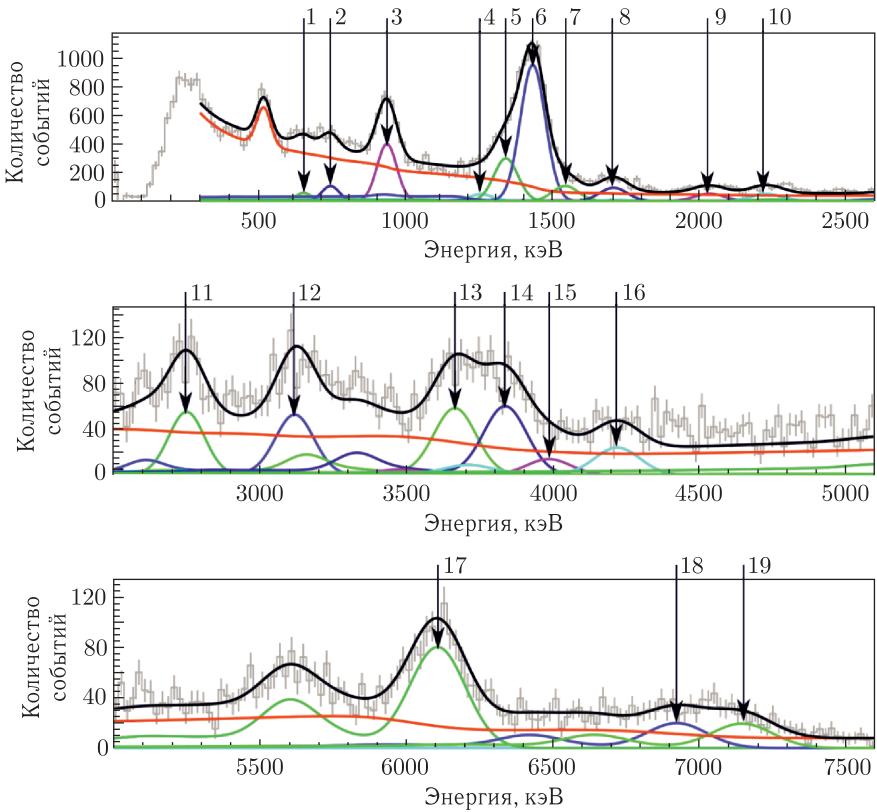 1 2 3 4 5 6 7 8 9 10
1000
800
600
400
200
0
Количество
событий
500 1000 1500 2000 2500
Энергия, кэВ
11 12 13 14 15 16
120
80
40
0
Количество
событий
3000 3500 4000 4500 5000
Энергия, кэВ
17 18 19
120
80
40
0
Количество
событий
5500 6000 6500 7000 7500
Энергия, кэВ